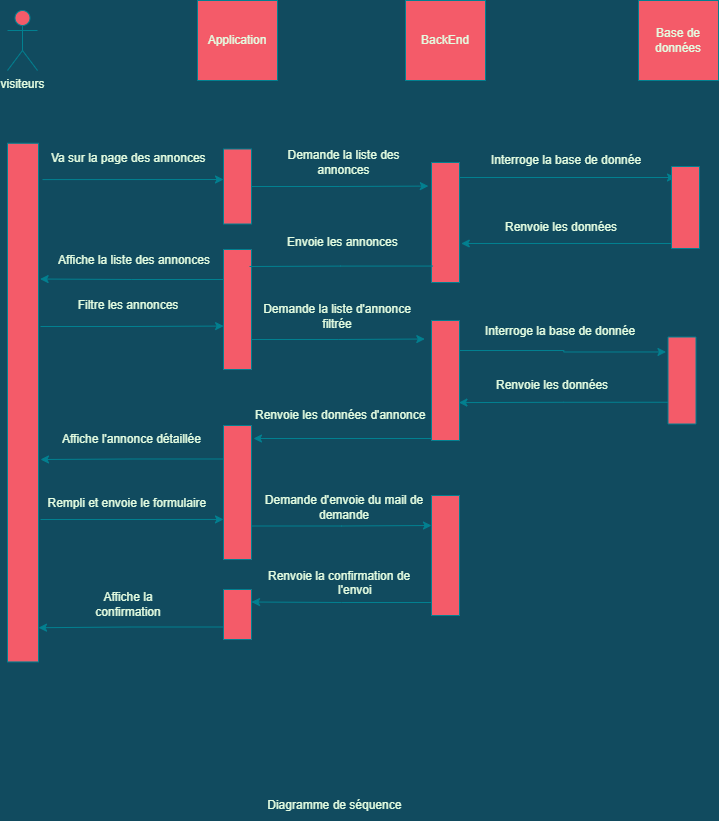 Application
BackEnd
Base de
données
visiteurs
Va sur la page des annonces
Demande la liste des
annonces
Interroge la base de donnée
Renvoie les données
Envoie les annonces
Affiche la liste des annonces
Filtre les annonces
Demande la liste d'annonce
filtrée
Interroge la base de donnée
Renvoie les données
Renvoie les données d'annonce
Affiche l'annonce détaillée
Rempli et envoie le formulaire
Demande d'envoie du mail de
demande
Renvoie la confirmation de
l'envoi
Affiche la
confirmation
Diagramme de séquence